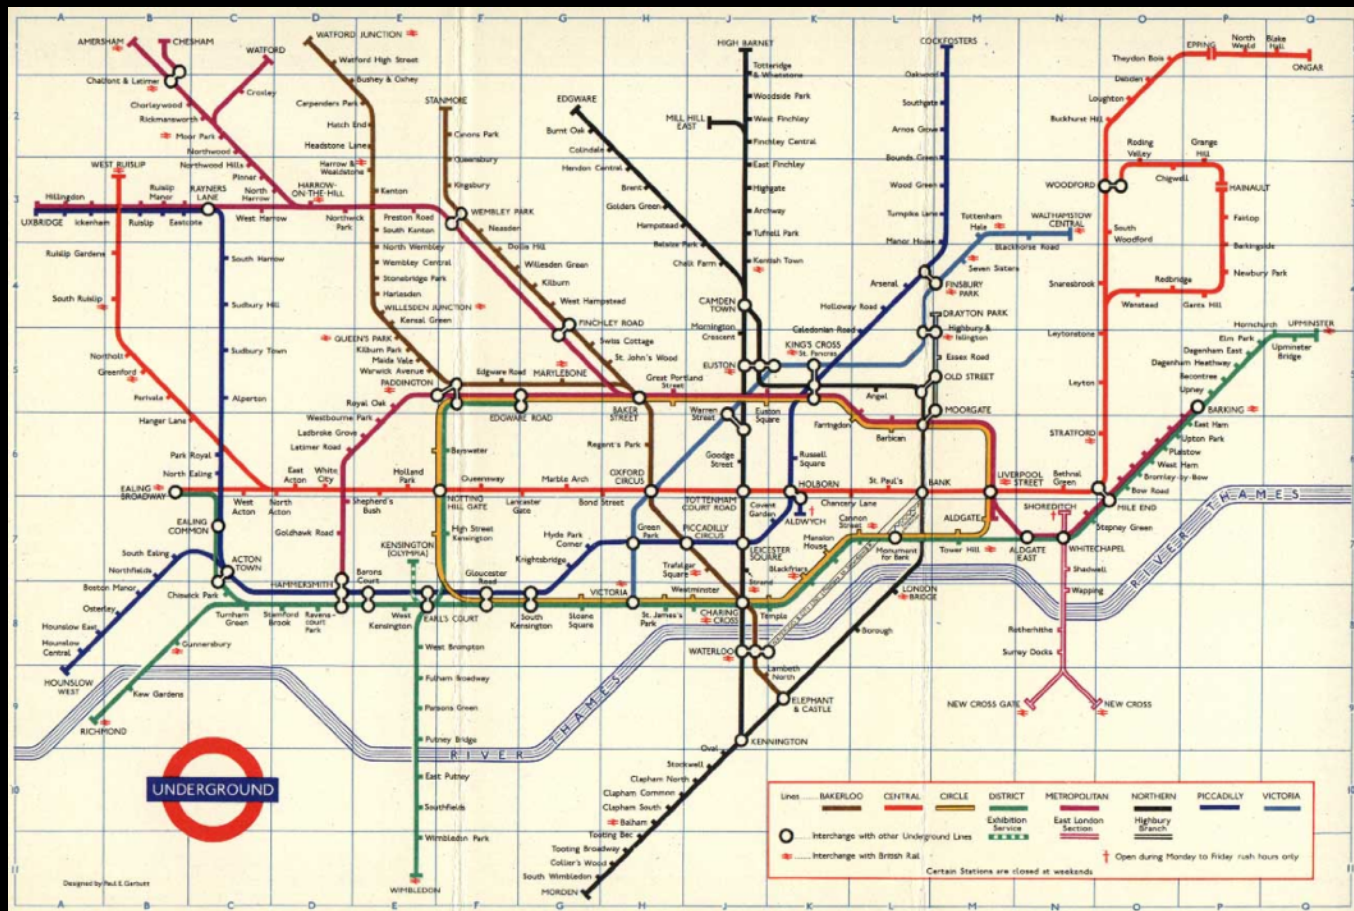 A B C D E F G H J K L M N O P Q
AMERSHAM
CHESHAM
WATFORD
Chalfont & Latimer
Croxley
Chorleywood
Rickmansworth
Moor Park
Northwood
Northwood Hills
Pinner
North
Harrow
HARROW-
ON-THE-HILL
WATFORD JUNCTION
Watford High Street
Bushey & Oxhey
Carpenders Park
Hatch End
Headstone Lane
Harrow &
Wealdstone
Kenton
South Kenton
North Wembley
Wembley Central
Stonebridge Park
Harlesden
WILLESDEN JUNCTION
Kensal Green
QUEEN'S PARK
Kilburn Park
Maida Vale
Warwick Avenue
PADDINGTON
STANMORE
Canons Park
Queensbury
Kingsbury
WEMBLEY PARK
Neasden
Dollis Hill
Willesden Green
Kilburn
West Hampstead
FINCHLEY ROAD
Swiss Cottage
St. John's Wood
EDGWARE
Burnt Oak
Colindale
Hendon Central
Brent
Golders Green
Hampstead
Belsize Park
Chalk Farm
HIGH BARNET
Totteridge
& Whetstone
Woodside Park
West Finchley
MILL HILL
EAST
Finchley Central
East Finchley
Highgate
Archway
Tufnell Park
Kentish Town
CAMDEN
TOWN
Mornington
Crescent
EUSTON
COCKFOSTERS
Oakwood
Southgate
Arnos Grove
Bounds Green
Wood Green
Turnpike Lane
Manor House
Arsenal
Holloway Road
Caledonian Road
KING'S CROSS
St. Pancras
Tottenham
Hale
WALTHAMSTOW
CENTRAL
Blackhorse Road
Seven Sisters
FINSBURY
PARK
DRAYTON PARK
Highbury &
Islington
Essex Road
OLD STREET
MOORGATE
EPPING
North
Weald
Blake
Hall
ONGAR
Theydon Bois
Debden
Loughton
Buckhurst Hill
Roding
Valley
Grange
Hill
Chigwell
WOODFORD
HAINAULT
Fairlop
Barkingside
Newbury Park
Gants Hill
Redbridge
Wanstead
South
Woodford
Snaresbrook
Leytonstone
Leyton
STRATFORD
Hornchurch
UPMINSTER
Elm Park
Upminster
Bridge
Dagenham East
Dagenham Heathway
Becontree
Upney
BARKING
East Ham
Upton Park
Plaistow
West Ham
Bromley-by-Bow
Bow Road
MILE END
Stepney Green
WEST RUISLIP
Hillingdon
Ruislip
Manor
RAYNERS
LANE
UXBRIDGE
Ickenham
Ruislip
Eastcote
West Harrow
Northwick
Park
Preston Road
Ruislip Gardens
South Ruislip
Northolt
Greenford
Perivale
Hanger Lane
South Harrow
Sudbury Hill
Sudbury Town
Alperton
Park Royal
North Ealing
EALING
BROADWAY
EALING
COMMON
West
Acton
North
Acton
East
Acton
White
City
Royal Oak
Westbourne Park
Ladbroke Grove
Latimer Road
Shepherd's
Bush
Goldhawk Road
Holland
Park
Edgware Road
MARYLEBONE
EDGWARE ROAD
BAKER
STREET
Great Portland
Street
Warren
Street
Euston
Square
Angel
Farringdon
Barbican
Regent's Park
Goodge
Street
Russell
Square
Bayswater
Queensway
Lancaster
Gate
Marble Arch
Bond Street
OXFORD
CIRCUS
TOTTENHAM
COURT ROAD
HOLBORN
Chancery Lane
St. Paul's
BANK
LIVERPOOL
STREET
Bethnal
Green
NOTTING
HILL GATE
High Street
Kensington
KENSINGTON
(OLYMPIA)
Hyde Park
Corner
Green
Park
Knightsbridge
PICCADILLY
CIRCUS
Covent
Garden
ALDWYCH
LEICESTER
SQUARE
Cannon
Street
Mansion
House
Blackfriars
Monument
for Bank
ALDGATE
Tower Hill
ALDGATE
EAST
SHOREDITCH
WHITECHAPEL
Shadwell
Wapping
Rotherhithe
Surrey Docks
NEW CROSS GATE
NEW CROSS
South Ealing
Northfields
Boston Manor
Osterley
Hounslow East
Hounslow
Central
HOUNSLOW
WEST
ACTON
TOWN
Chiswick Park
Turnham
Green
Stamford
Brook
Ravens-
court
Park
HAMMERSMITH
Barons
Court
West
Kensington
EARL'S COURT
Gloucester
Road
South
Kensington
Sloane
Square
VICTORIA
St. James's
Park
Westminster
Trafalgar
Square
Strand
CHARING
CROSS
Temple
WATERLOO
Lambeth
North
LONDON
BRIDGE
Borough
ELEPHANT
& CASTLE
KENNINGTON
Gunnersbury
Kew Gardens
RICHMOND
West Brompton
Fulham Broadway
Parsons Green
Putney Bridge
East Putney
Southfields
Wimbledon Park
WIMBLEDON
Oval
Stockwell
Clapham North
Clapham Common
Clapham South
Balham
Tooting Bec
Tooting Broadway
Collier's Wood
South Wimbledon
MORDEN
RIVER THAMES
RIVER THAMES
UNDERGROUND
Lines BAKERLOO CENTRAL CIRCLE DISTRICT METROPOLITAN NORTHERN PICCADILLY VICTORIA
Exhibition
Service
East London
Section
Highbury
Branch
Interchange with other Underground Lines
Interchange with British Rail
† Open during Monday to Friday rush hours only
Certain Stations are closed at weekends
Designed by Paul E. Garbutt
A B C D E F G H J K L M N O P Q